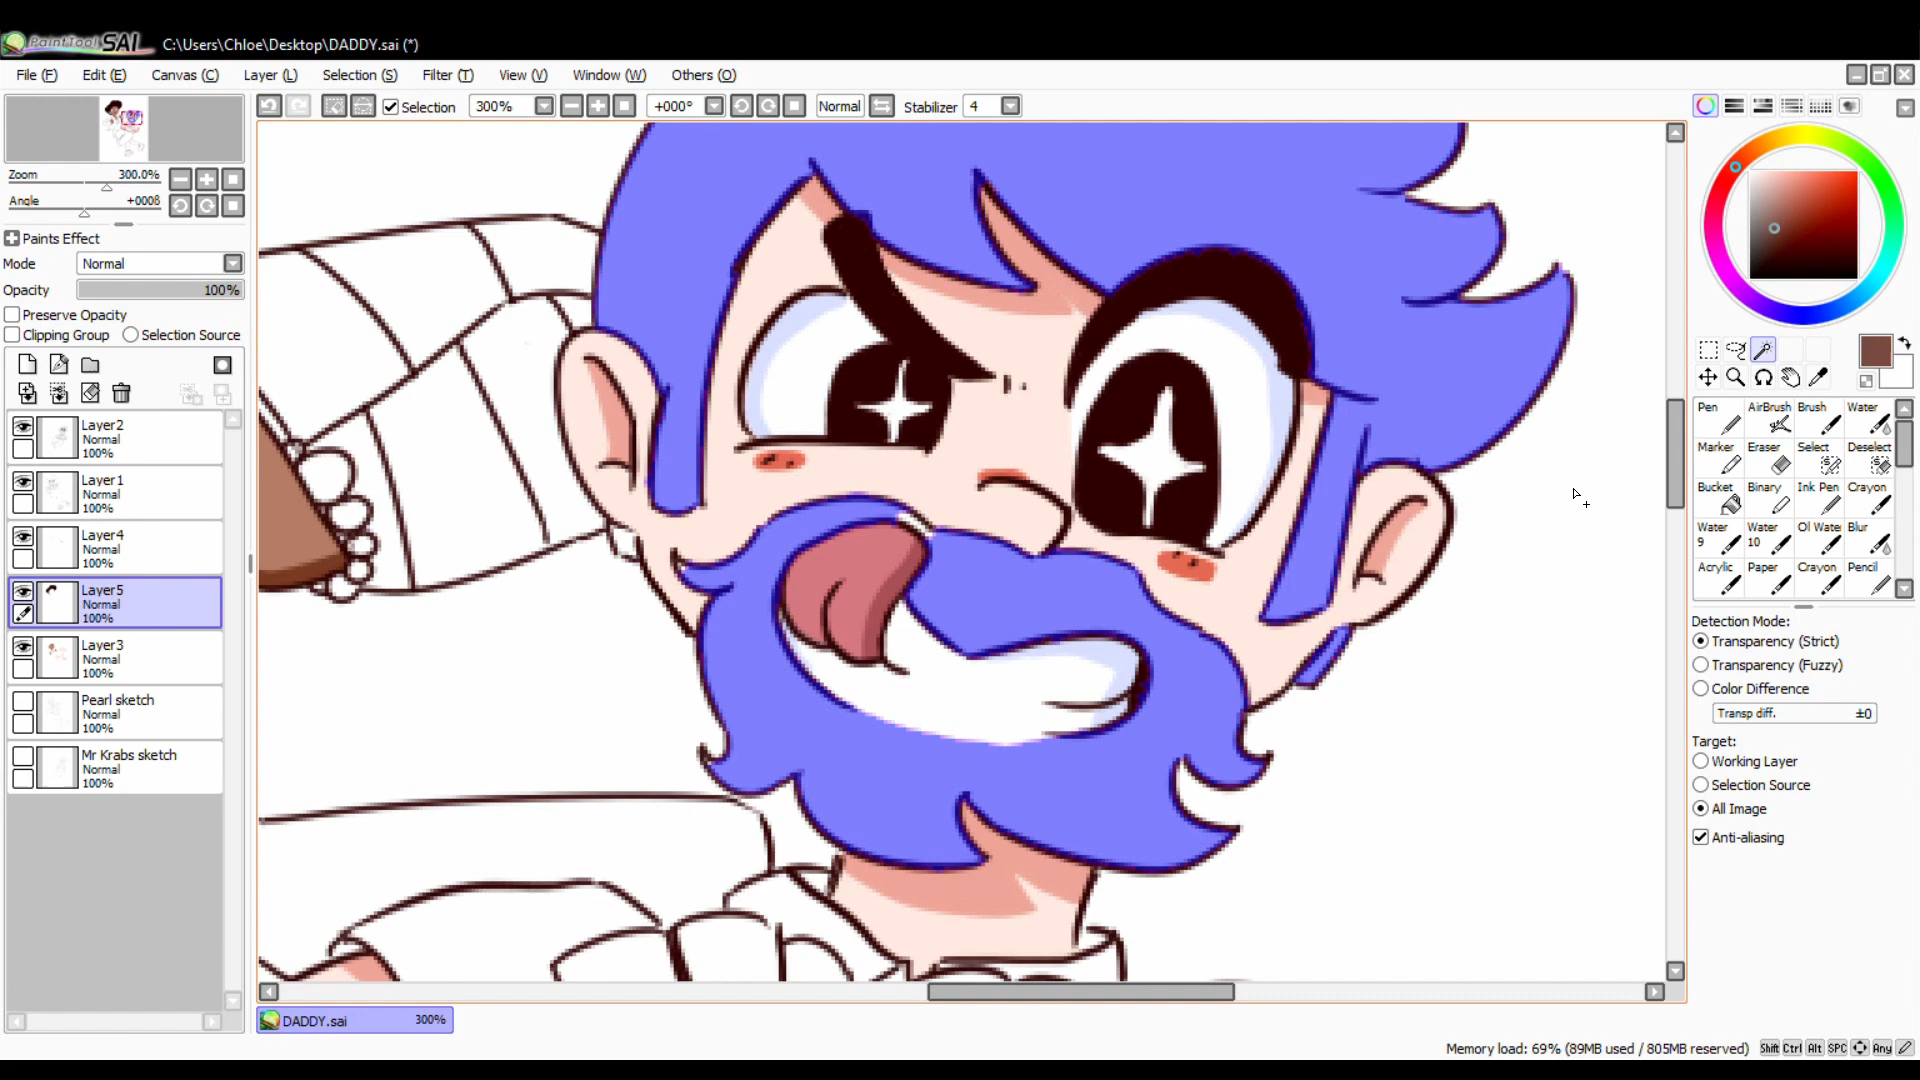 PaintTool SAI C:\Users\Chloe\Desktop\DADDY.sai (*)
File (F) Edit (E) Canvas (C) Layer (L) Selection (S) Filter (T) View (V) Window (W) Others (O)
Selection 300% +000° Normal Stabilizer 4
Zoom 300.0%
Angle +000ß
Paints Effect
Mode Normal
Opacity 100%
Preserve Opacity
Clipping Group Selection Source
Layer2
Normal
100%
Layer1
Normal
100%
Layer4
Normal
100%
Layer5
Normal
100%
Layer3
Normal
100%
Pearl sketch
Normal
100%
Mr Krabs sketch
Normal
100%
DADDY.sai 300%
Pen AirBrush Brush Water
Marker Eraser Select Deselect
Bucket Binary Ink Pen Crayon
Water 9 Water 10 Oil Water Blur
Acrylic Paper Crayon Pencil
Detection Mode:
Transparency (Strict)
Transparency (Fuzzy)
Color Difference
Transp diff. ±0
Target:
Working Layer
Selection Source
All Image
Anti-aliasing
Memory load: 69% (89MB used / 805MB reserved) Shift Ctrl Alt SPC Any